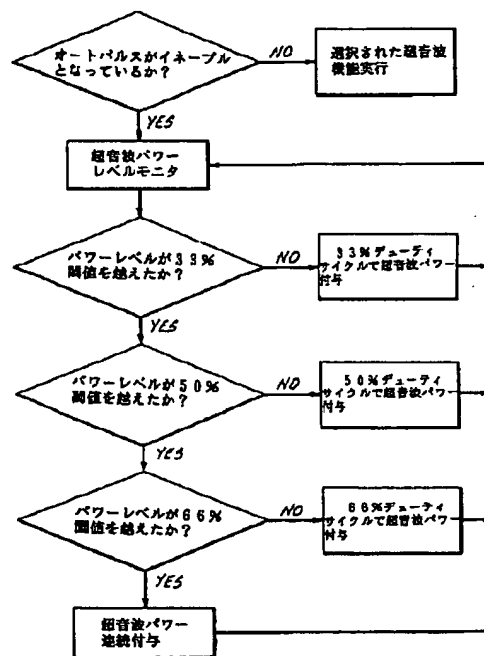 オートパルスがイネーブル
となっているか？
NO
選択された超音波
機能実行
YES
超音波パワー
レベルモニタ
パワーレベルが33％
閾値を越えたか？
NO
33％デューティ
サイクルで超音波パワー
付与
YES
パワーレベルが50％
閾値を越えたか？
NO
50％デューティ
サイクルで超音波パワー
付与
YES
パワーレベルが66％
閾値を越えたか？
NO
66％デューティ
サイクルで超音波パワー
付与
YES
超音波パワー
連続付与